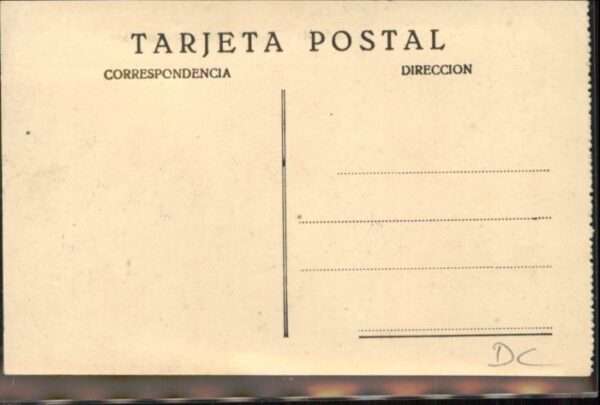 TARJETA POSTAL
CORRESPONDENCIA
DIRECCION
DC